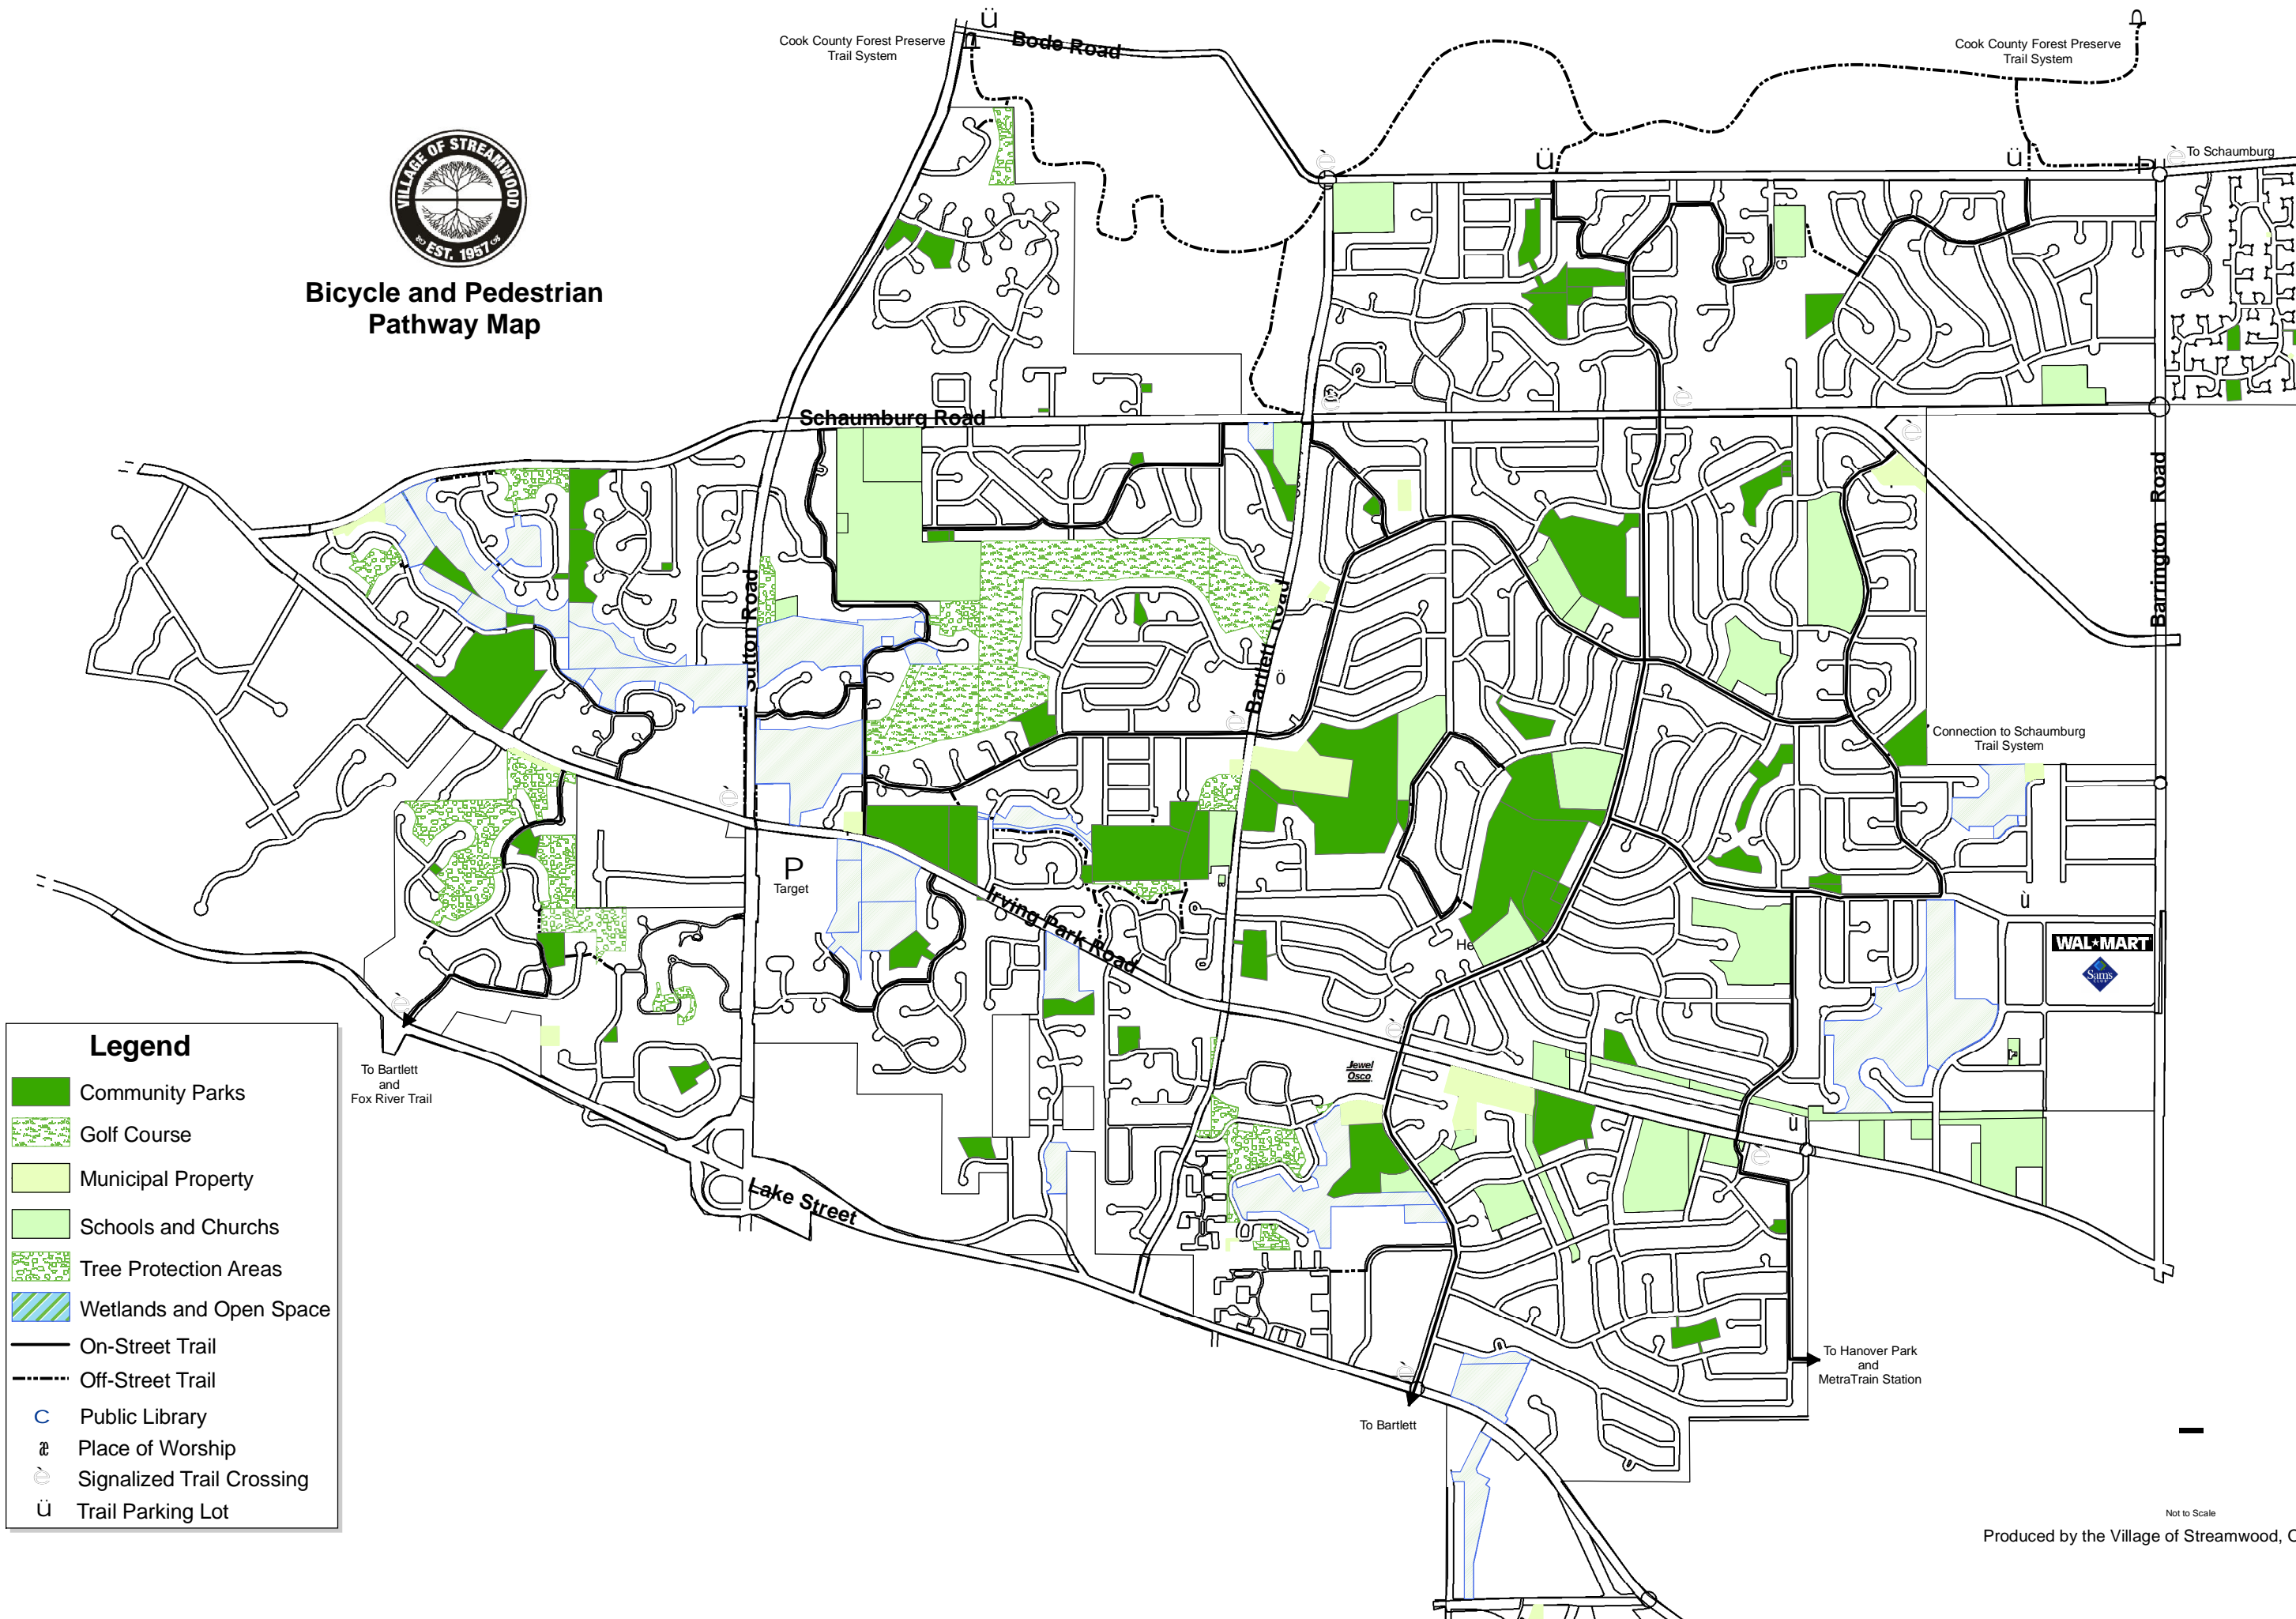 ü
Bode Road
Cook County Forest Preserve
Trail System
Cook County Forest Preserve
Trail System
VILLAGE OF STREAMWOOD
EST. 1957
Bicycle and Pedestrian
Pathway Map
è
ü
ü
è
To Schaumburg
è
è
Schaumburg Road
è
Barrington Road
Sutton Road
Bartlett Road
ö
è
Connection to Schaumburg
Trail System
è
P
Target
Irving Park Road
He
ù
WAL★MART
Sam's
CLUB
è
è
Jewel
Osco
To Bartlett
and
Fox River Trail
ü
è
Lake Street
Legend
Community Parks
Golf Course
Municipal Property
Schools and Churchs
Tree Protection Areas
Wetlands and Open Space
On-Street Trail
Off-Street Trail
C Public Library
æ Place of Worship
è Signalized Trail Crossing
ü Trail Parking Lot
To Hanover Park
and
MetraTrain Station
è
To Bartlett
Not to Scale
Produced by the Village of Streamwood, C